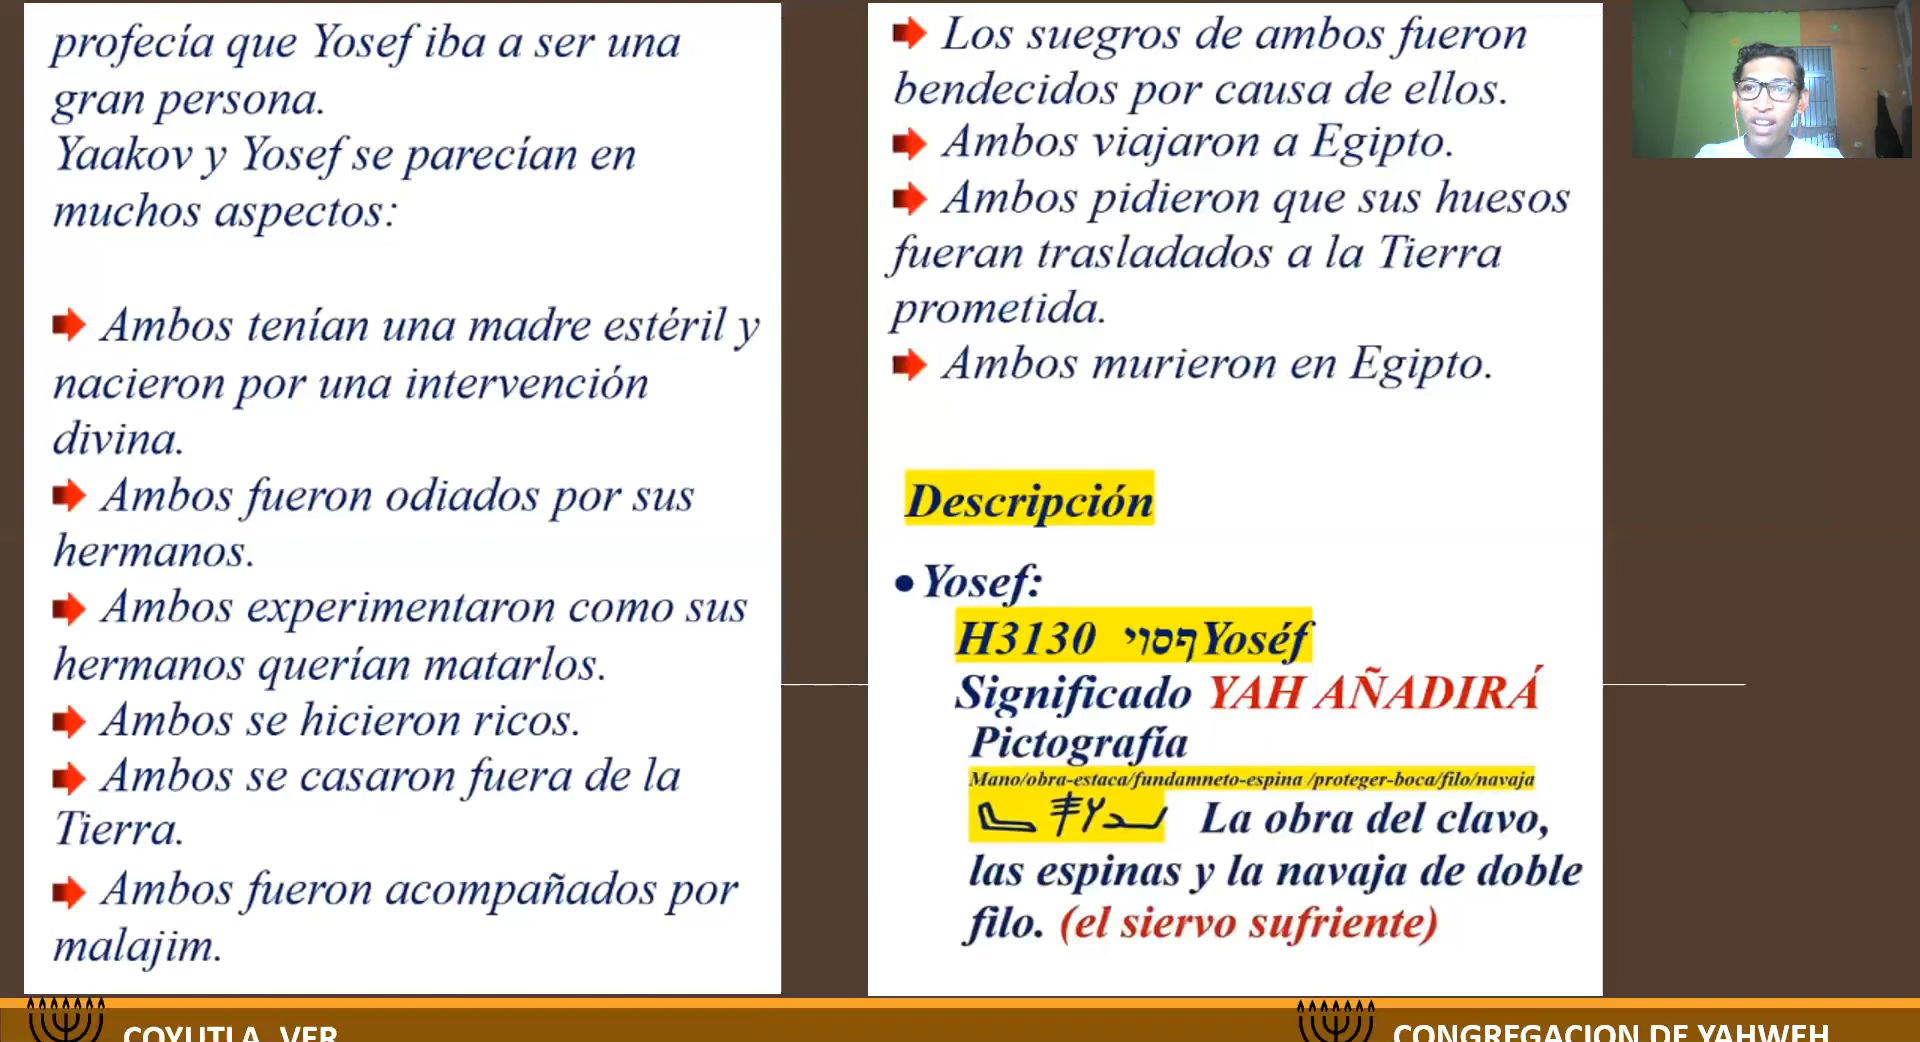 profecía que Yosef iba a ser una
gran persona.
Yaakov y Yosef se parecían en
muchos aspectos:
Ambos tenían una madre estéril y
nacieron por una intervención
divina.
Ambos fueron odiados por sus
hermanos.
Ambos experimentaron como sus
hermanos querían matarlos.
Ambos se hicieron ricos.
Ambos se casaron fuera de la
Tierra.
Ambos fueron acompañados por
malajim.
Los suegros de ambos fueron
bendecidos por causa de ellos.
Ambos viajaron a Egipto.
Ambos pidieron que sus huesos
fueran trasladados a la Tierra
prometida.
Ambos murieron en Egipto.
Descripción
• Yosef:
H3130 ףסוי Yoséf
Significado YAH AÑADIRÁ
Pictografía
Mano/obra-estaca/fundamneto-espina /proteger-boca/filo/navaja
La obra del clavo,
las espinas y la navaja de doble
filo. (el siervo sufriente)
COYUTLA, VER
CONGREGACION DE YAHWEH